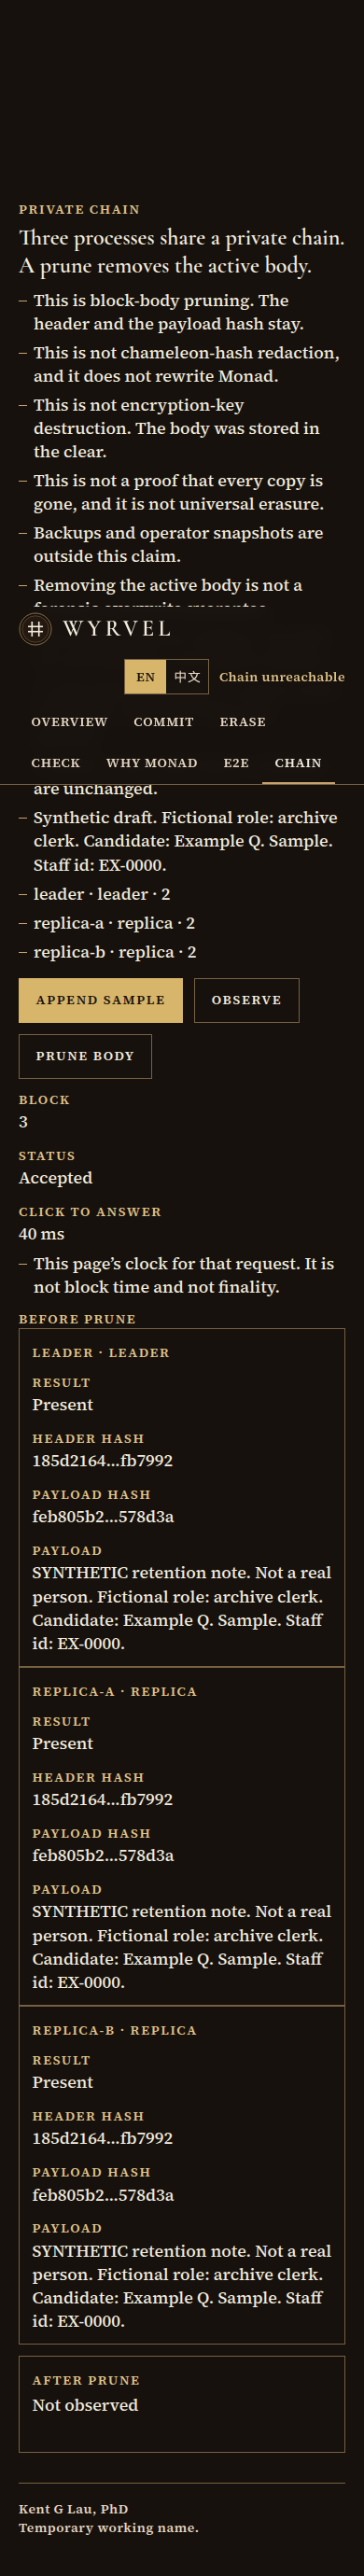 PRIVATE CHAIN
Three processes share a private chain.
A prune removes the active body.
– This is block-body pruning. The
header and the payload hash stay.
– This is not chameleon-hash redaction,
and it does not rewrite Monad.
– This is not encryption-key
destruction. The body was stored in
the clear.
– This is not a proof that every copy is
gone, and it is not universal erasure.
– Backups and operator snapshots are
outside this claim.
– Removing the active body is not a
WYRVEL
EN 中文 Chain unreachable
OVERVIEW COMMIT ERASE
CHECK WHY MONAD E2E CHAIN
are unchanged.
– Synthetic draft. Fictional role: archive
clerk. Candidate: Example Q. Sample.
Staff id: EX-0000.
– leader · leader · 2
– replica-a · replica · 2
– replica-b · replica · 2
APPEND SAMPLE OBSERVE
PRUNE BODY
BLOCK
3
STATUS
Accepted
CLICK TO ANSWER
40 ms
– This page’s clock for that request. It is
not block time and not finality.
BEFORE PRUNE
LEADER · LEADER
RESULT
Present
HEADER HASH
185d2164…fb7992
PAYLOAD HASH
feb805b2…578d3a
PAYLOAD
SYNTHETIC retention note. Not a real
person. Fictional role: archive clerk.
Candidate: Example Q. Sample. Staff
id: EX-0000.
REPLICA-A · REPLICA
RESULT
Present
HEADER HASH
185d2164…fb7992
PAYLOAD HASH
feb805b2…578d3a
PAYLOAD
SYNTHETIC retention note. Not a real
person. Fictional role: archive clerk.
Candidate: Example Q. Sample. Staff
id: EX-0000.
REPLICA-B · REPLICA
RESULT
Present
HEADER HASH
185d2164…fb7992
PAYLOAD HASH
feb805b2…578d3a
PAYLOAD
SYNTHETIC retention note. Not a real
person. Fictional role: archive clerk.
Candidate: Example Q. Sample. Staff
id: EX-0000.
AFTER PRUNE
Not observed
Kent G Lau, PhD
Temporary working name.